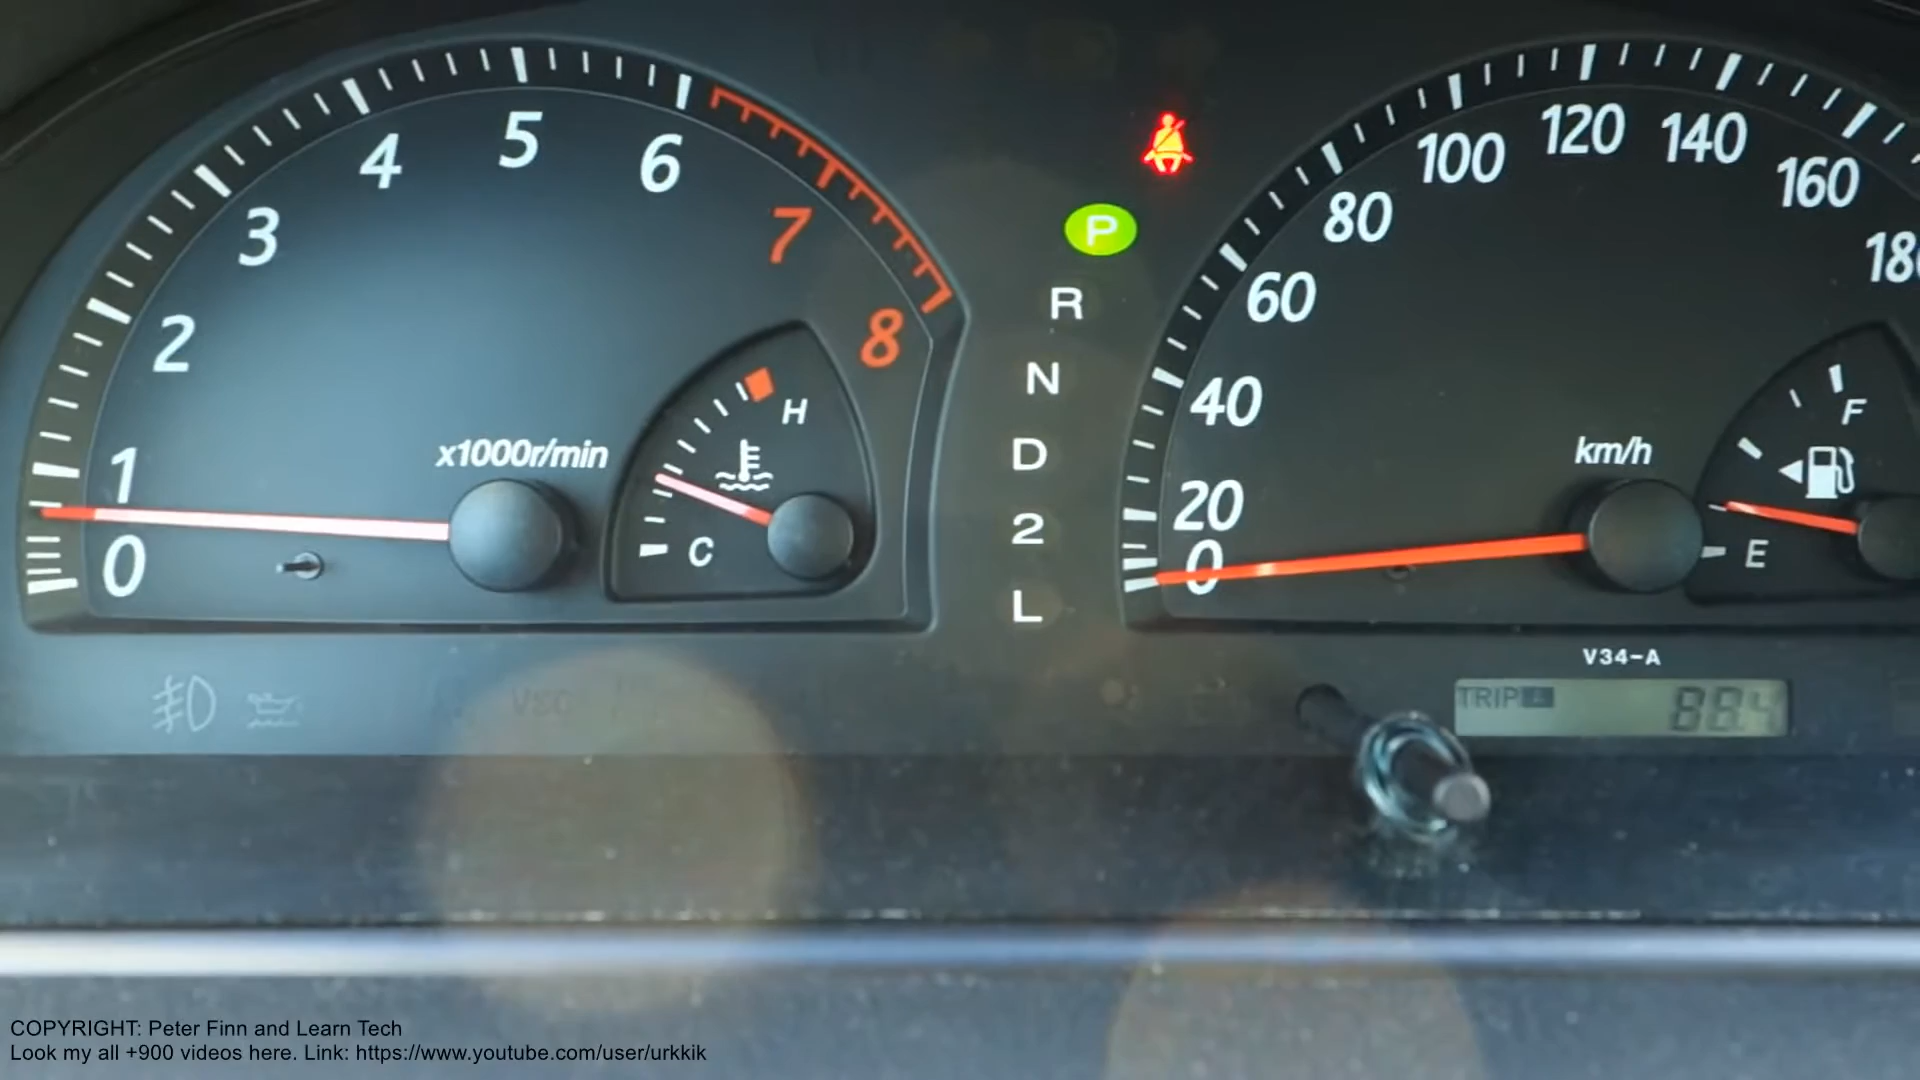 0
1
2
3
4
5
6
7
8
x1000r/min
H
C
P
R
N
D
2
L
0
20
40
60
80
100
120
140
160
km/h
F
E
V34-A
TRIP A
88.4
COPYRIGHT: Peter Finn and Learn Tech
Look my all +900 videos here. Link: https://www.youtube.com/user/urkkik